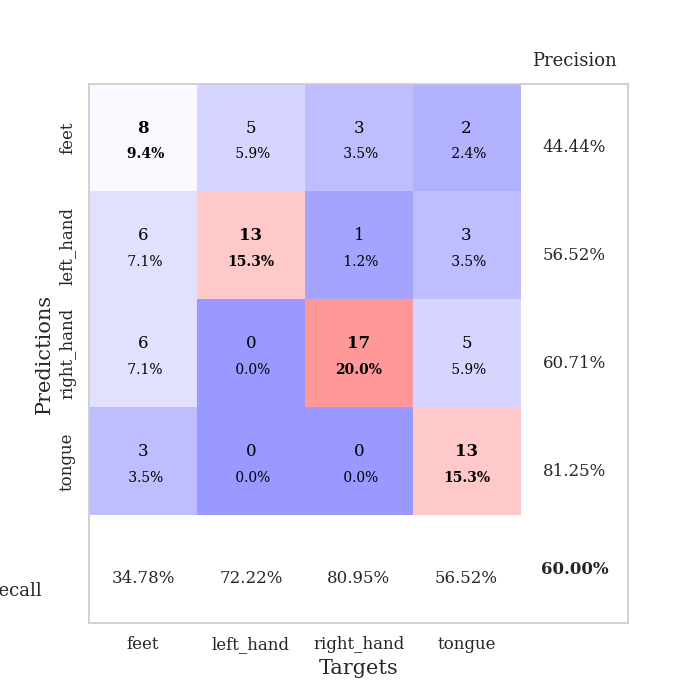 Precision
feet
8 5 3 2 44.44%
9.4% 5.9% 3.5% 2.4%
left_hand
6 13 1 3 56.52%
7.1% 15.3% 1.2% 3.5%
Predictions
right_hand
6 0 17 5 60.71%
7.1% 0.0% 20.0% 5.9%
tongue
3 0 0 13 81.25%
3.5% 0.0% 0.0% 15.3%
ecall 34.78% 72.22% 80.95% 56.52% 60.00%
feet left_hand right_hand tongue
Targets